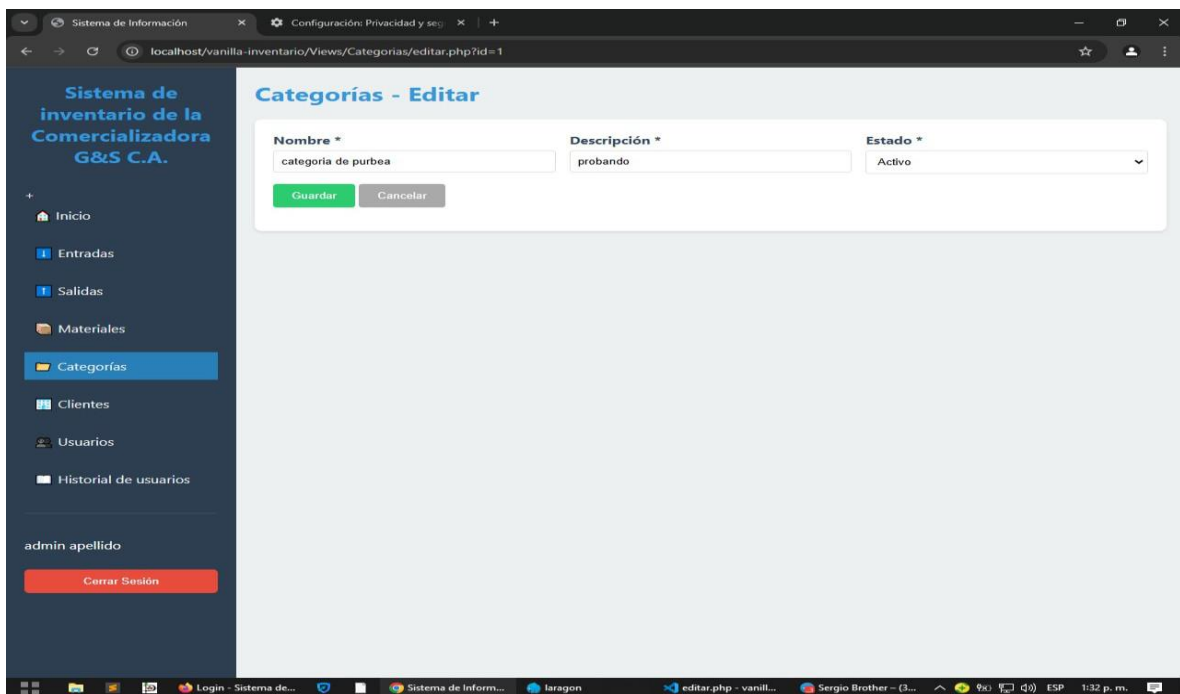 Sistema de Información
Configuración: Privacidad y seg
localhost/vanilla-inventario/Views/Categorias/editar.php?id=1
Sistema de
inventario de la
Comercializadora
G&S C.A.
+
Inicio
Entradas
Salidas
Materiales
Categorías
Clientes
Usuarios
Historial de usuarios
admin apellido
Cerrar Sesión
Categorías - Editar
Nombre * Descripción * Estado *
categoria de purbea probando Activo
Guardar Cancelar
Login - Sistema de... Sistema de Inform... laragon editar.php - vanill... Sergio Brother – (3... ESP 1:32 p. m.